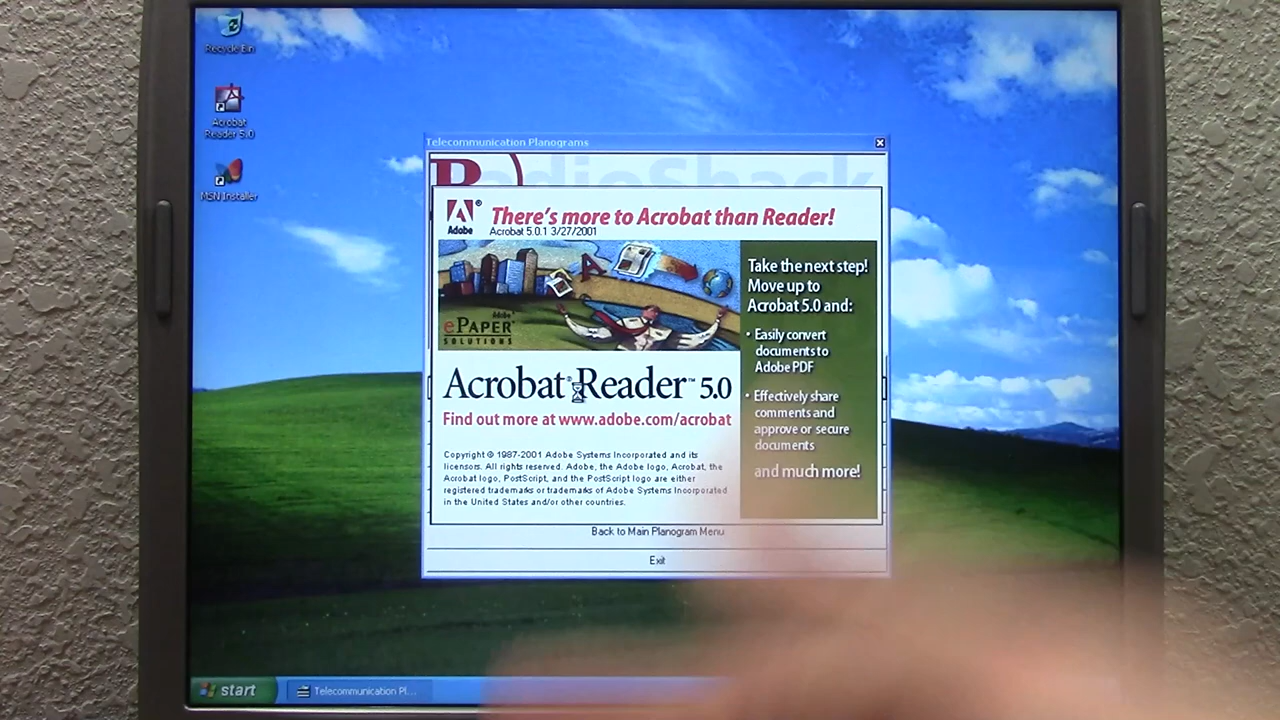 Recycle Bin
Acrobat
Reader 5.0
MSN Installer
Telecommunication Planograms
RadioShack
Adobe
There's more to Acrobat than Reader!
Acrobat 5.0.1 3/27/2001
Adobe
ePAPER
SOLUTIONS
Take the next step!
Move up to
Acrobat 5.0 and:
• Easily convert
documents to
Adobe PDF
• Effectively share
comments and
approve or secure
documents
and much more!
Acrobat® Reader™ 5.0
Find out more at www.adobe.com/acrobat
Copyright © 1987-2001 Adobe Systems Incorporated and its
licensors. All rights reserved. Adobe, the Adobe logo, Acrobat, the
Acrobat logo, PostScript, and the PostScript logo are either
registered trademarks or trademarks of Adobe Systems Incorporated
in the United States and/or other countries.
Back to Main Planogram Menu
Exit
start
Telecommunication Pl...